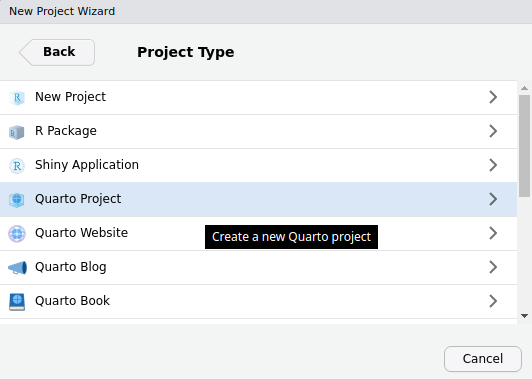 New Project Wizard
Back
Project Type
New Project
R Package
Shiny Application
Quarto Project
Quarto Website
Create a new Quarto project
Quarto Blog
Quarto Book
Cancel